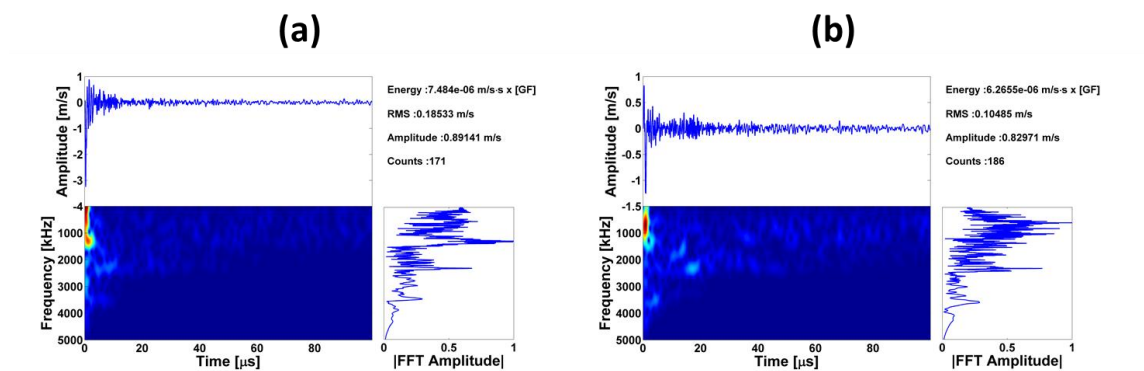 (a)
Amplitude [m/s]
1
0
-1
-2
-3
-4
Energy :7.484e-06 m/s·s x [GF]
RMS :0.18533 m/s
Amplitude :0.89141 m/s
Counts :171
Frequency [kHz]
1000
2000
3000
4000
5000
0 20 40 60 80
Time [µs]
0 0.5 1
|FFT Amplitude|
(b)
Amplitude [m/s]
1
0.5
0
-0.5
-1
-1.5
Energy :6.2655e-06 m/s·s x [GF]
RMS :0.10485 m/s
Amplitude :0.82971 m/s
Counts :186
Frequency [kHz]
1000
2000
3000
4000
5000
0 20 40 60 80
Time [µs]
0 0.5 1
|FFT Amplitude|